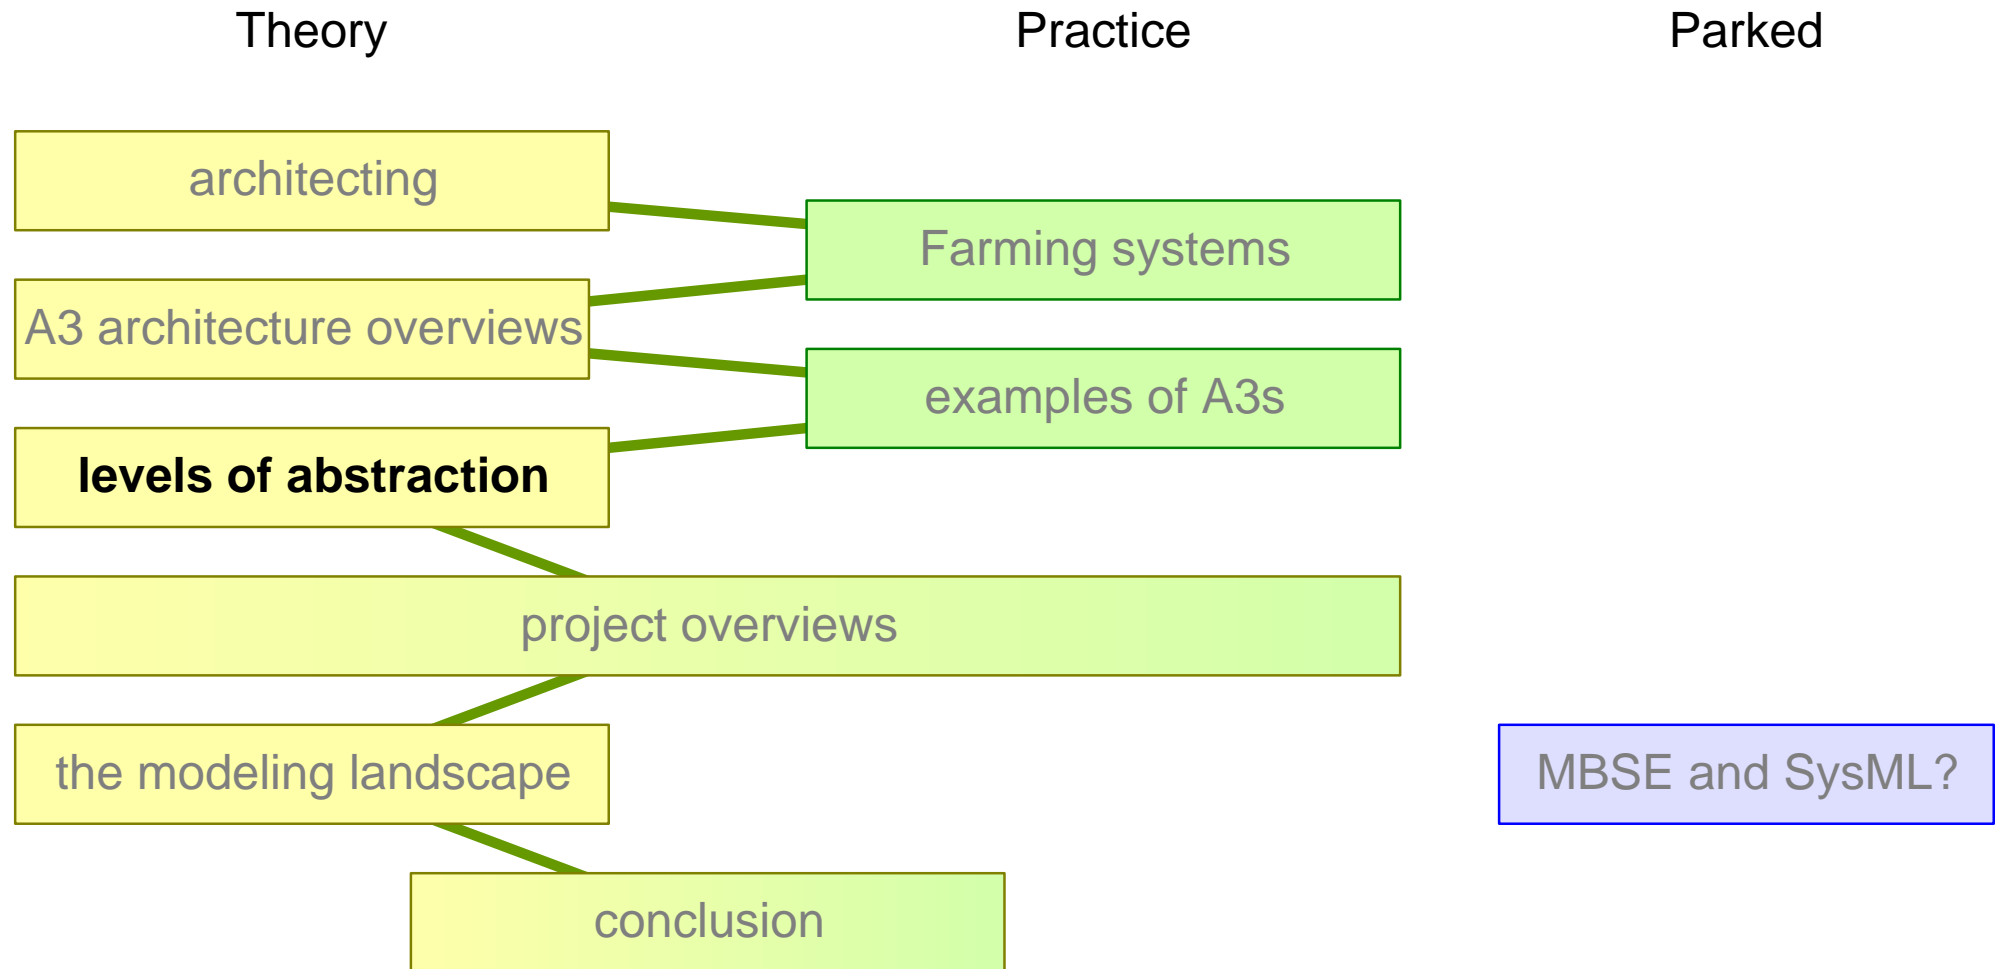 Theory
Practice
Parked
architecting
Farming systems
A3 architecture overviews
examples of A3s
levels of abstraction
project overviews
the modeling landscape
MBSE and SysML?
conclusion